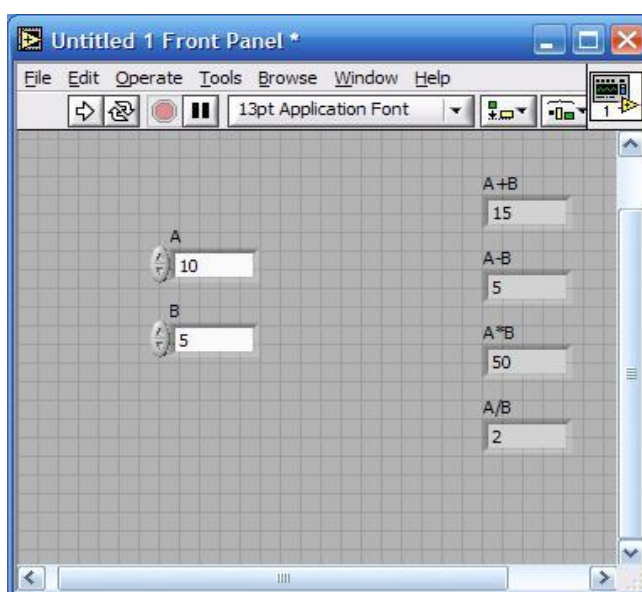 Untitled 1 Front Panel *
File Edit Operate Tools Browse Window Help
13pt Application Font
1
A+B
15
A
10
A-B
5
B
5
A*B
50
A/B
2